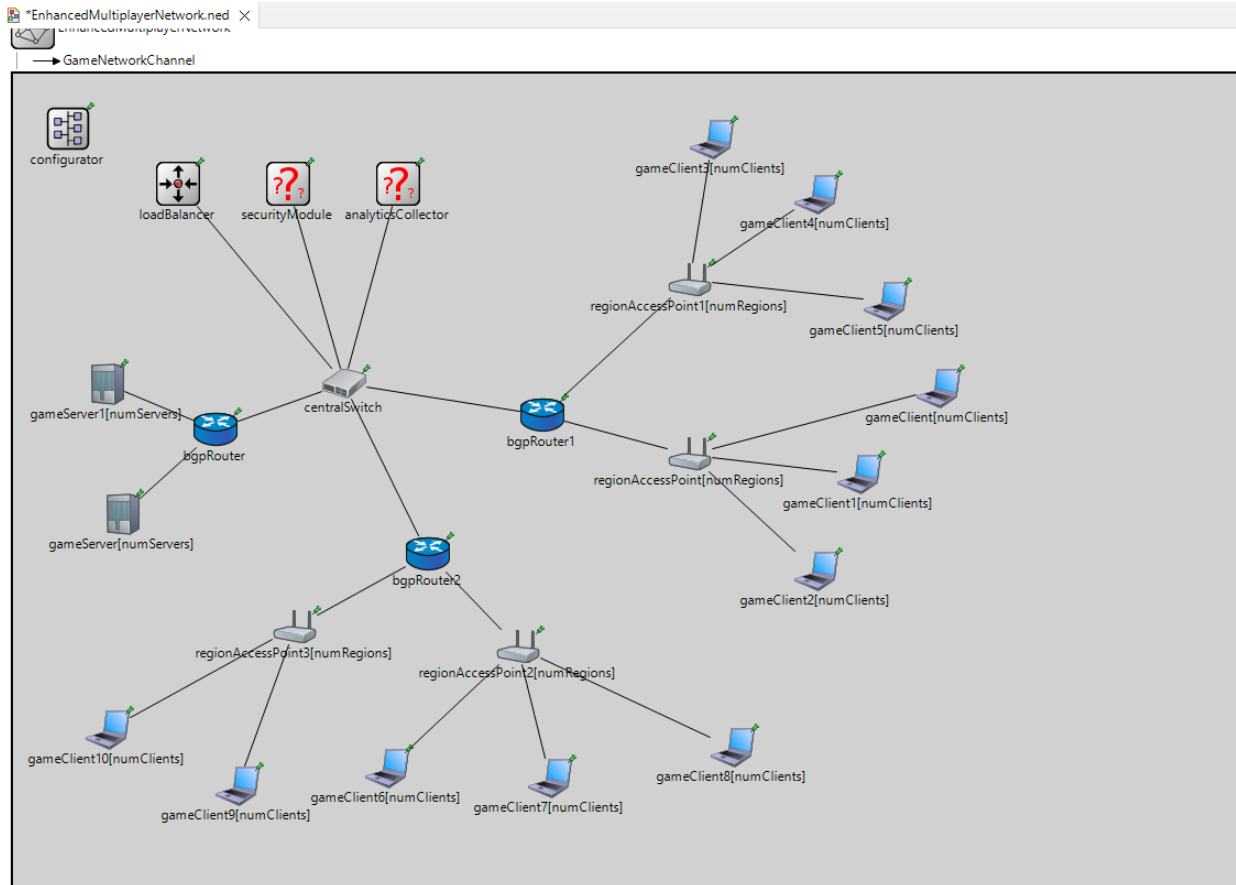 *EnhancedMultiplayerNetwork.ned
EnhancedMultiplayerNetwork
GameNetworkChannel
configurator
loadBalancer
securityModule
analyticsCollector
gameClient3[numClients]
gameClient4[numClients]
regionAccessPoint1[numRegions]
gameClient5[numClients]
gameServer1[numServers]
centralSwitch
gameClient[numClients]
bgpRouter
bgpRouter1
regionAccessPoint[numRegions]
gameClient1[numClients]
gameServer[numServers]
bgpRouter2
gameClient2[numClients]
regionAccessPoint3[numRegions]
regionAccessPoint2[numRegions]
gameClient10[numClients]
gameClient8[numClients]
gameClient6[numClients]
gameClient7[numClients]
gameClient9[numClients]